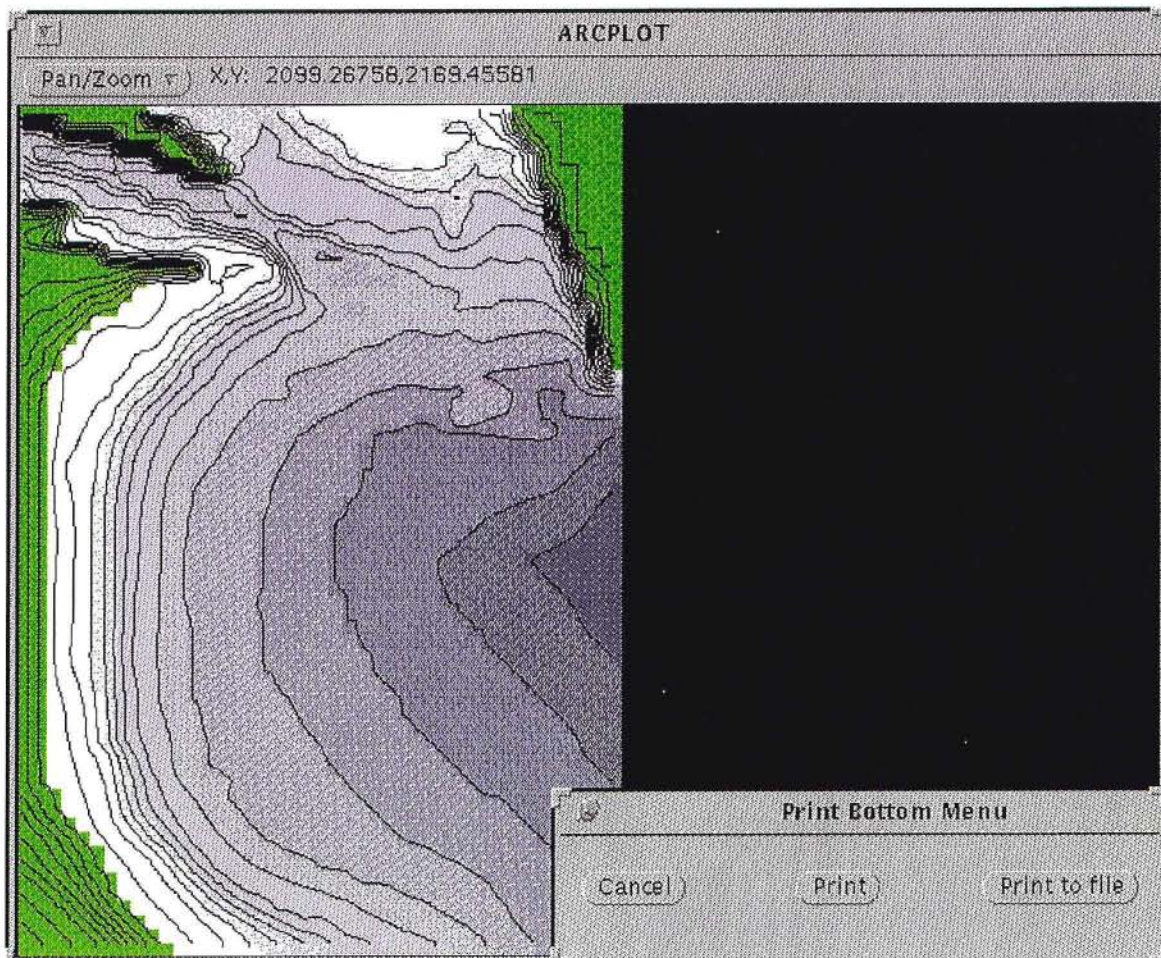 ARCPLOT
Pan/Zoom X,Y: 2099.26758,2169.45581
Print Bottom Menu
Cancel Print Print to file